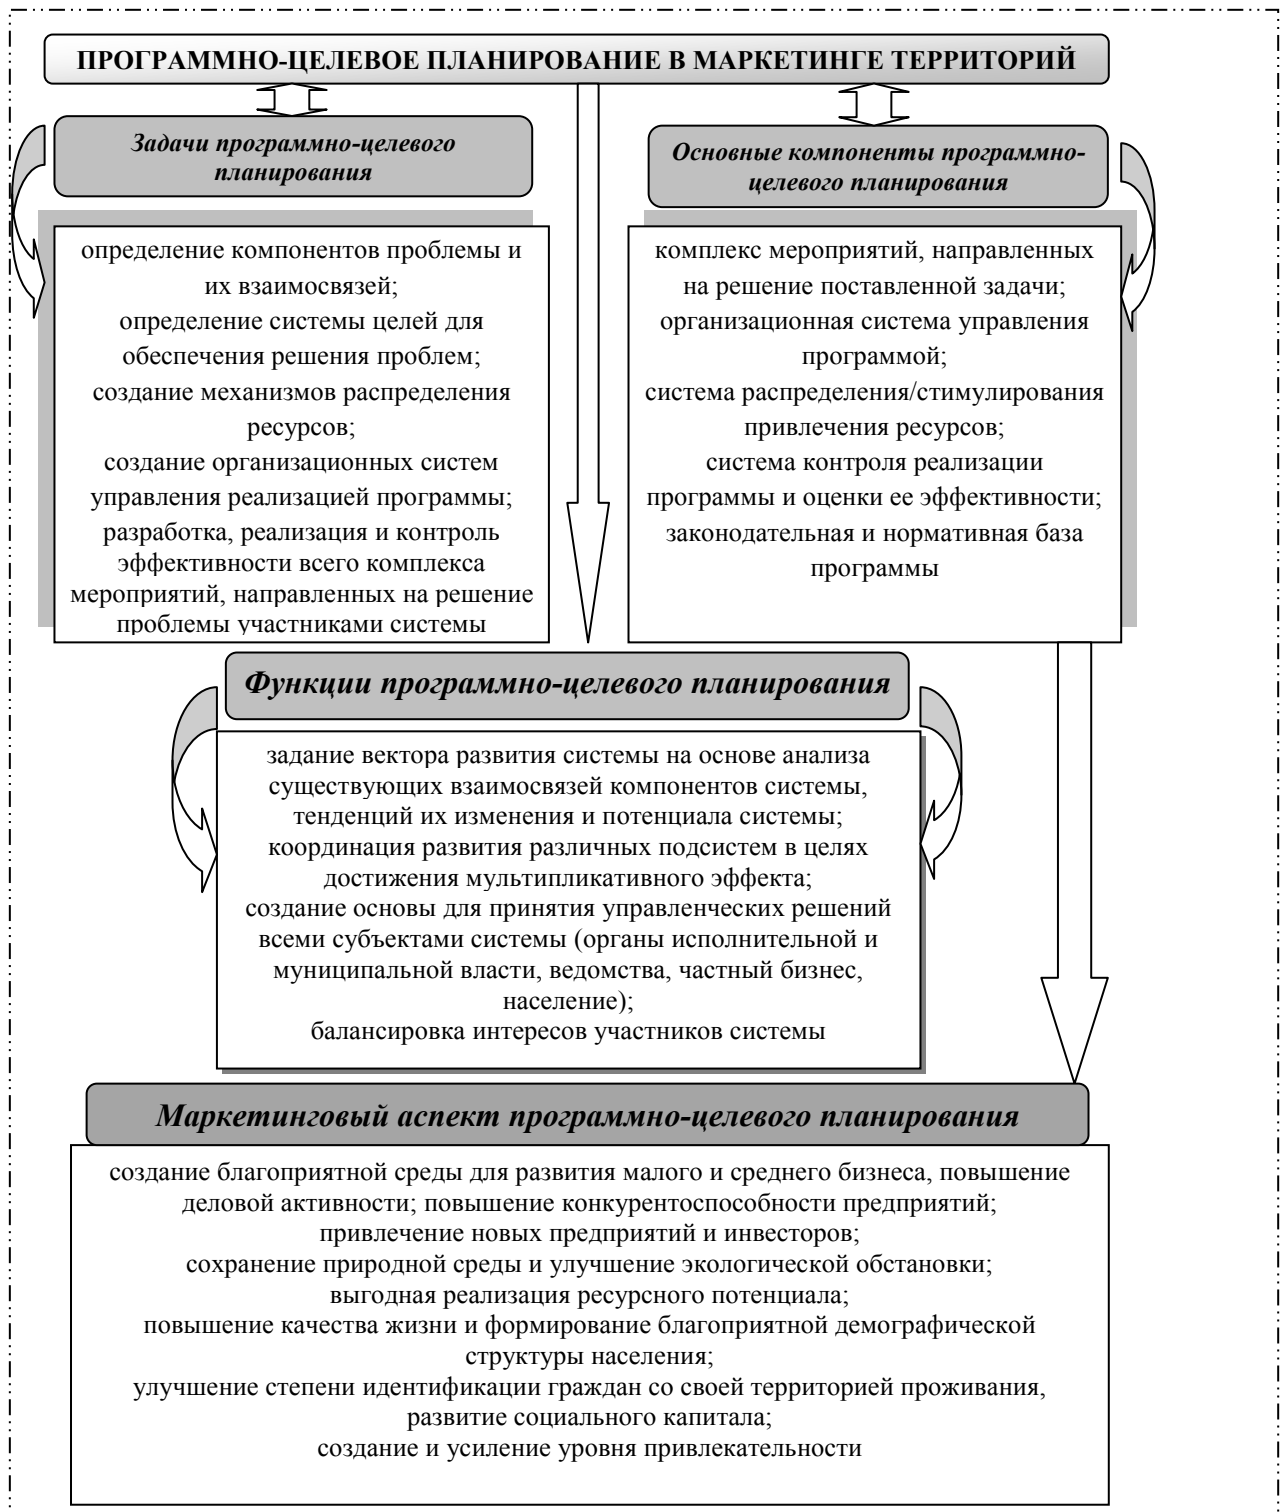 ПРОГРАММНО-ЦЕЛЕВОЕ ПЛАНИРОВАНИЕ В МАРКЕТИНГЕ ТЕРРИТОРИЙ
Задачи программно-целевого
планирования
определение компонентов проблемы и
их взаимосвязей;
определение системы целей для
обеспечения решения проблем;
создание механизмов распределения
ресурсов;
создание организационных систем
управления реализацией программы;
разработка, реализация и контроль
эффективности всего комплекса
мероприятий, направленных на решение
проблемы участниками системы
Основные компоненты программно-
целевого планирования
комплекс мероприятий, направленных
на решение поставленной задачи;
организационная система управления
программой;
система распределения/стимулирования
привлечения ресурсов;
система контроля реализации
программы и оценки ее эффективности;
законодательная и нормативная база
программы
Функции программно-целевого планирования
задание вектора развития системы на основе анализа
существующих взаимосвязей компонентов системы,
тенденций их изменения и потенциала системы;
координация развития различных подсистем в целях
достижения мультипликативного эффекта;
создание основы для принятия управленческих решений
всеми субъектами системы (органы исполнительной и
муниципальной власти, ведомства, частный бизнес,
население);
балансировка интересов участников системы
Маркетинговый аспект программно-целевого планирования
создание благоприятной среды для развития малого и среднего бизнеса, повышение
деловой активности; повышение конкурентоспособности предприятий;
привлечение новых предприятий и инвесторов;
сохранение природной среды и улучшение экологической обстановки;
выгодная реализация ресурсного потенциала;
повышение качества жизни и формирование благоприятной демографической
структуры населения;
улучшение степени идентификации граждан со своей территорией проживания,
развитие социального капитала;
создание и усиление уровня привлекательности